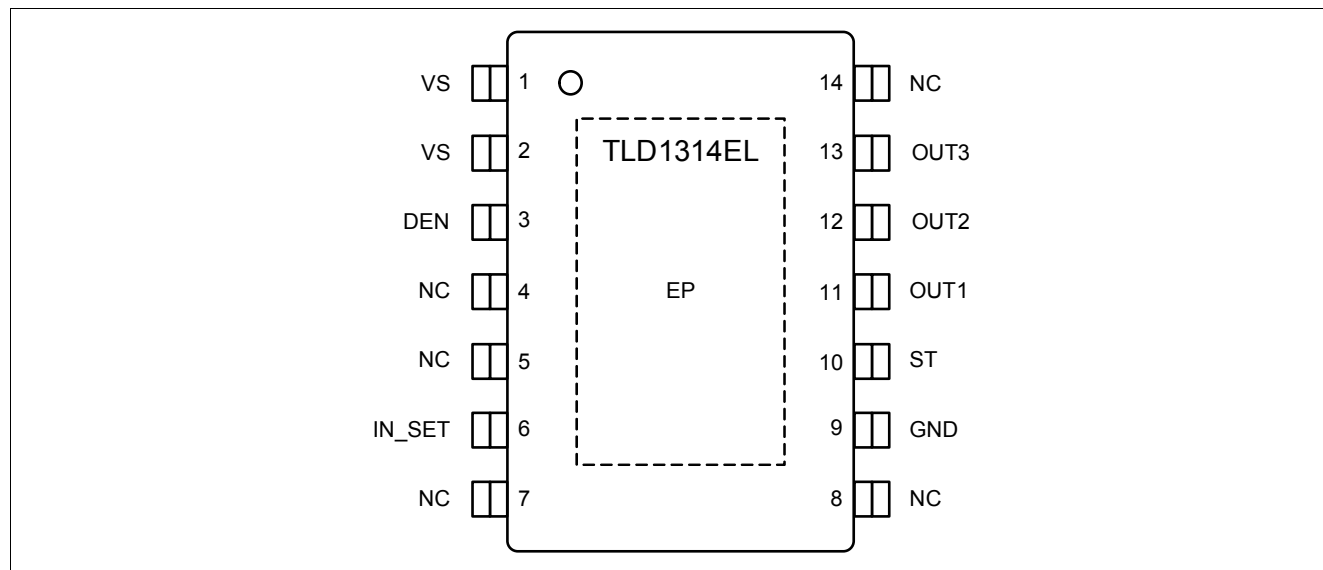 VS 1 14 NC
TLD1314EL
VS 2 13 OUT3
DEN 3 12 OUT2
NC 4 EP 11 OUT1
NC 5 10 ST
IN_SET 6 9 GND
NC 7 8 NC